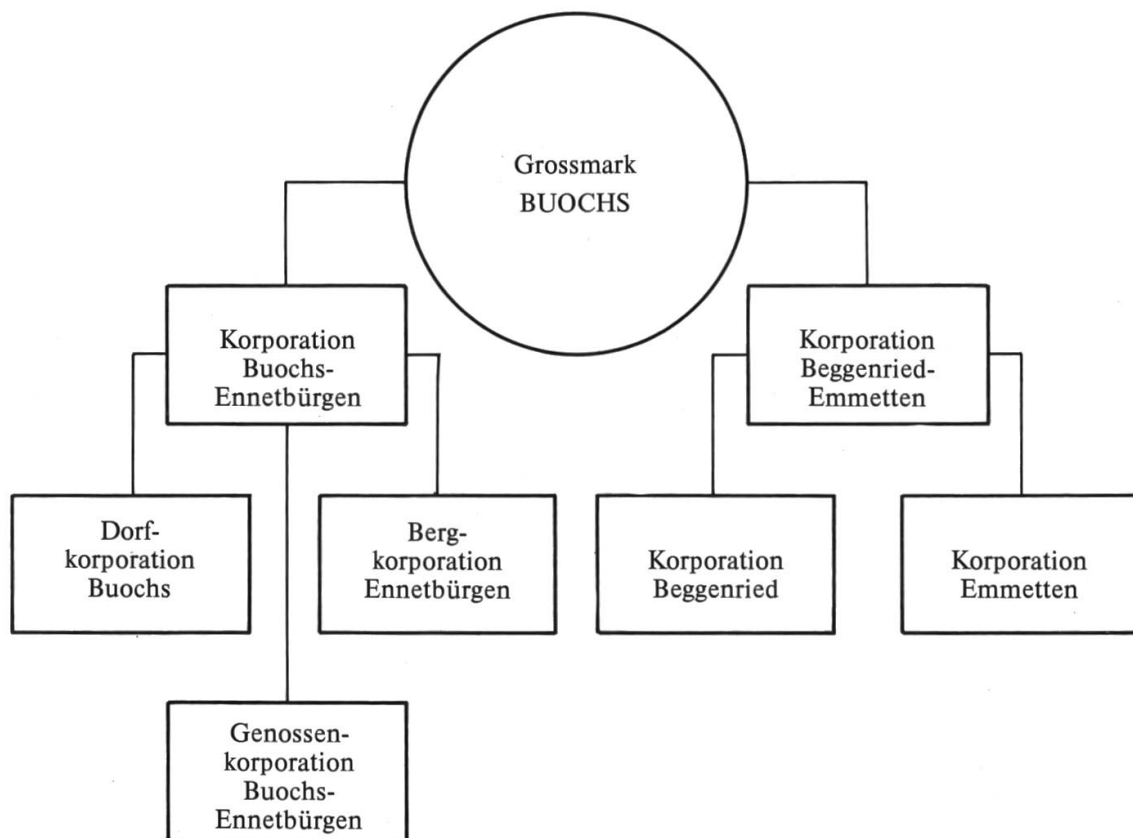 Grossmark
BUOCHS
Korporation
Buochs-
Ennetbürgen
Korporation
Beggenried-
Emmetten
Dorf-
korporation
Buochs
Berg-
korporation
Ennetbürgen
Korporation
Beggenried
Korporation
Emmetten
Genossen-
korporation
Buochs-
Ennetbürgen